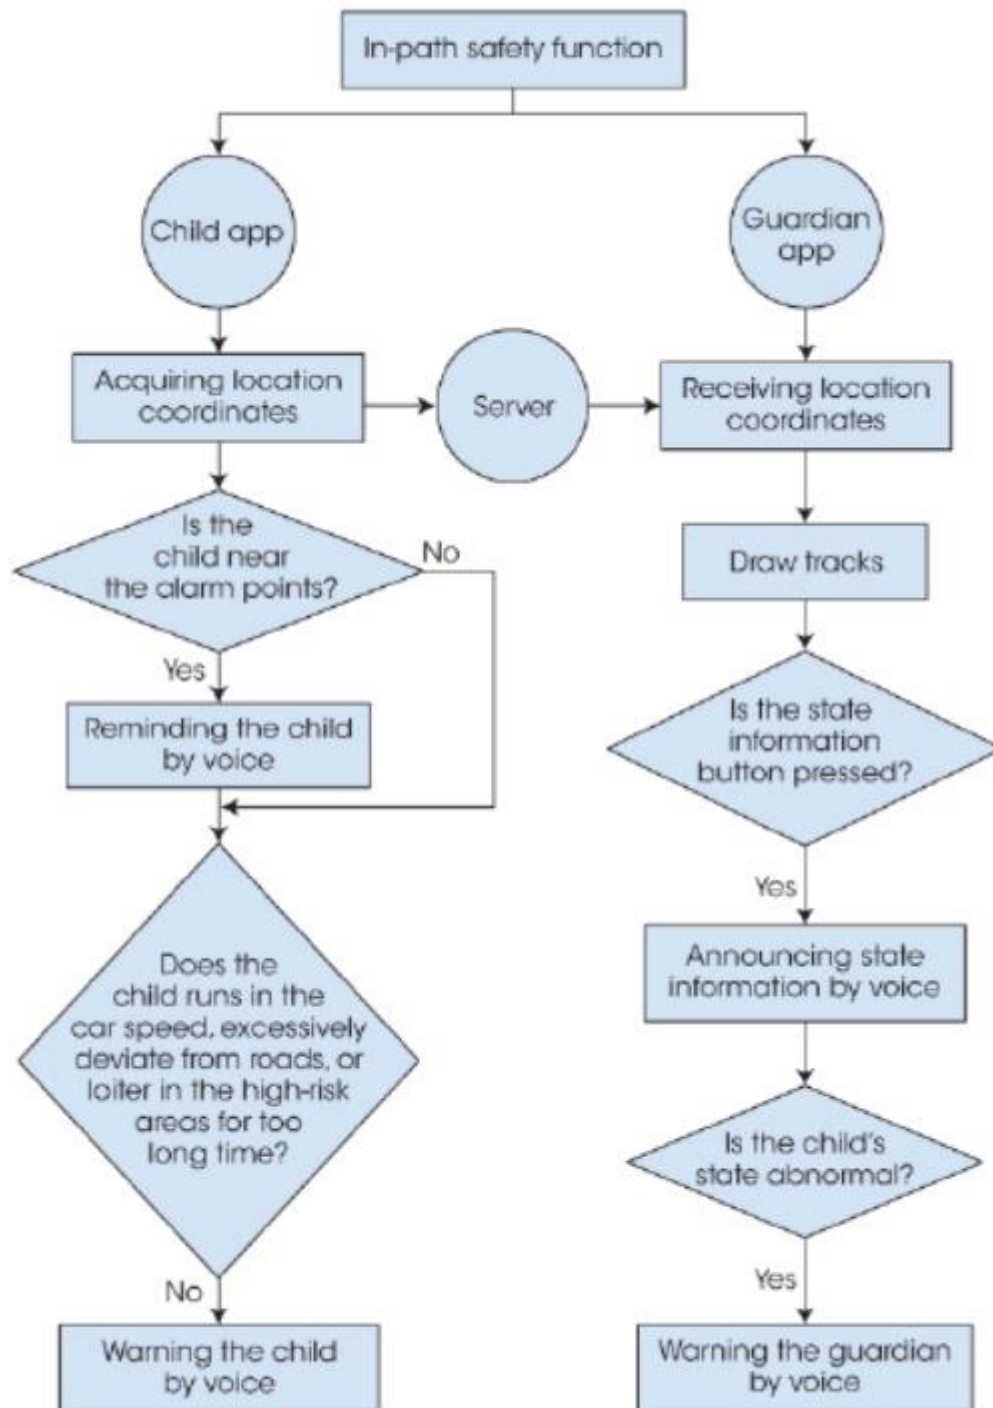 In-path safety function
Child app
Guardian
app
Acquiring location
coordinates
Server
Receiving location
coordinates
Is the
child near
the alarm points?
No
Draw tracks
Yes
Reminding the child
by voice
Is the state
information
button pressed?
Yes
Does the
child runs in the
car speed, excessively
deviate from roads, or
loiter in the high-risk
areas for too
long time?
Announcing state
information by voice
Is the child's
state abnormal?
No
Yes
Warning the child
by voice
Warning the guardian
by voice